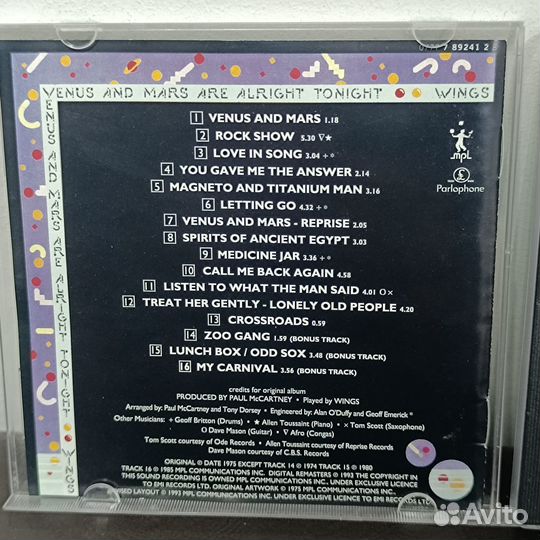 7 89241 2
VENUS AND MARS ARE ALRIGHT TONIGHT WINGS
VENUS AND MARS ARE ALRIGHT TONIGHT WINGS
1 VENUS AND MARS 1.18
2 ROCK SHOW 5.30 ∇★
3 LOVE IN SONG 3.04 +°
4 YOU GAVE ME THE ANSWER 2.14
5 MAGNETO AND TITANIUM MAN 3.16
6 LETTING GO 4.32 +°
7 VENUS AND MARS - REPRISE 2.05
8 SPIRITS OF ANCIENT EGYPT 3.03
9 MEDICINE JAR 3.36 +°
10 CALL ME BACK AGAIN 4.58
11 LISTEN TO WHAT THE MAN SAID 4.01 O×
12 TREAT HER GENTLY - LONELY OLD PEOPLE 4.20
13 CROSSROADS 0.59
14 ZOO GANG 1.59 (BONUS TRACK)
15 LUNCH BOX / ODD SOX 3.48 (BONUS TRACK)
16 MY CARNIVAL 3.56 (BONUS TRACK)
MPL
Parlophone
credits for original album
PRODUCED BY PAUL McCARTNEY • Played by WINGS
Arranged by: Paul McCartney and Tony Dorsey • Engineered by: Alan O'Duffy and Geoff Emerick °
Other Musicians: + Geoff Britton (Drums) • ★ Allen Toussaint (Piano) • × Tom Scott (Saxophone)
O Dave Mason (Guitar) • ∇ Afro (Congas)
Tom Scott courtesy of Ode Records • Allen Toussaint courtesy of Reprise Records
Dave Mason courtesy of C.B.S. Records
ORIGINAL ℗ DATE 1975 EXCEPT TRACK 14 ℗ 1974 TRACK 15 ℗ 1980
TRACK 16 ℗ 1985 MPL COMMUNICATIONS INC. DIGITAL REMASTERS ℗ 1993 THE COPYRIGHT IN
THIS SOUND RECORDING IS OWNED MPL COMMUNICATIONS INC. UNDER EXCLUSIVE LICENCE
TO EMI RECORDS LTD. ORIGINAL ARTWORK © 1975 MPL COMMUNICATIONS INC.
LAYOUT © 1993 MPL COMMUNICATIONS INC. UNDER EXCLUSIVE LICENCE TO EMI RECORDS LTD
Avito